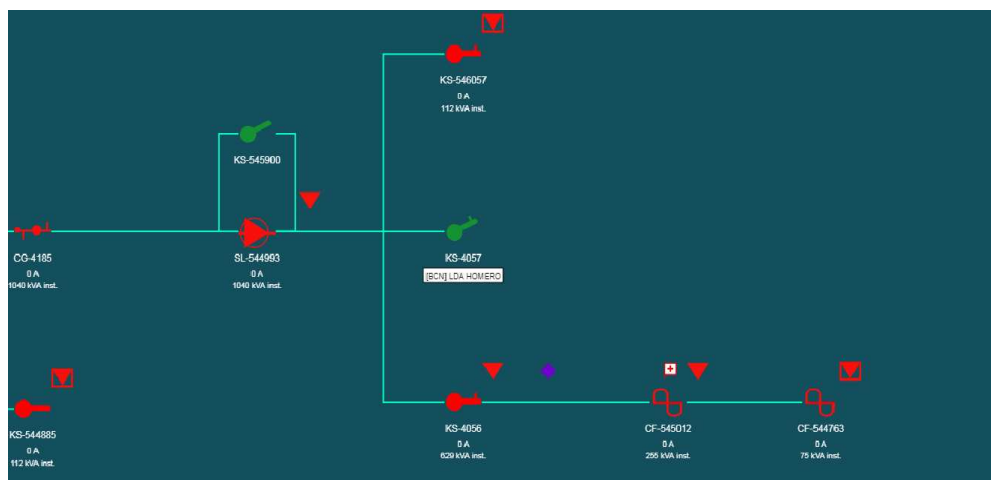 KS-546057
0 A
112 kVA inst.
KS-545900
CG-4185
0 A
1040 kVA inst.
SL-544993
0 A
1040 kVA inst.
KS-4057
[BCN] LDA HOMERO
KS-544885
0 A
112 kVA inst.
KS-4056
0 A
629 kVA inst.
CF-545012
0 A
255 kVA inst.
CF-544763
0 A
75 kVA inst.